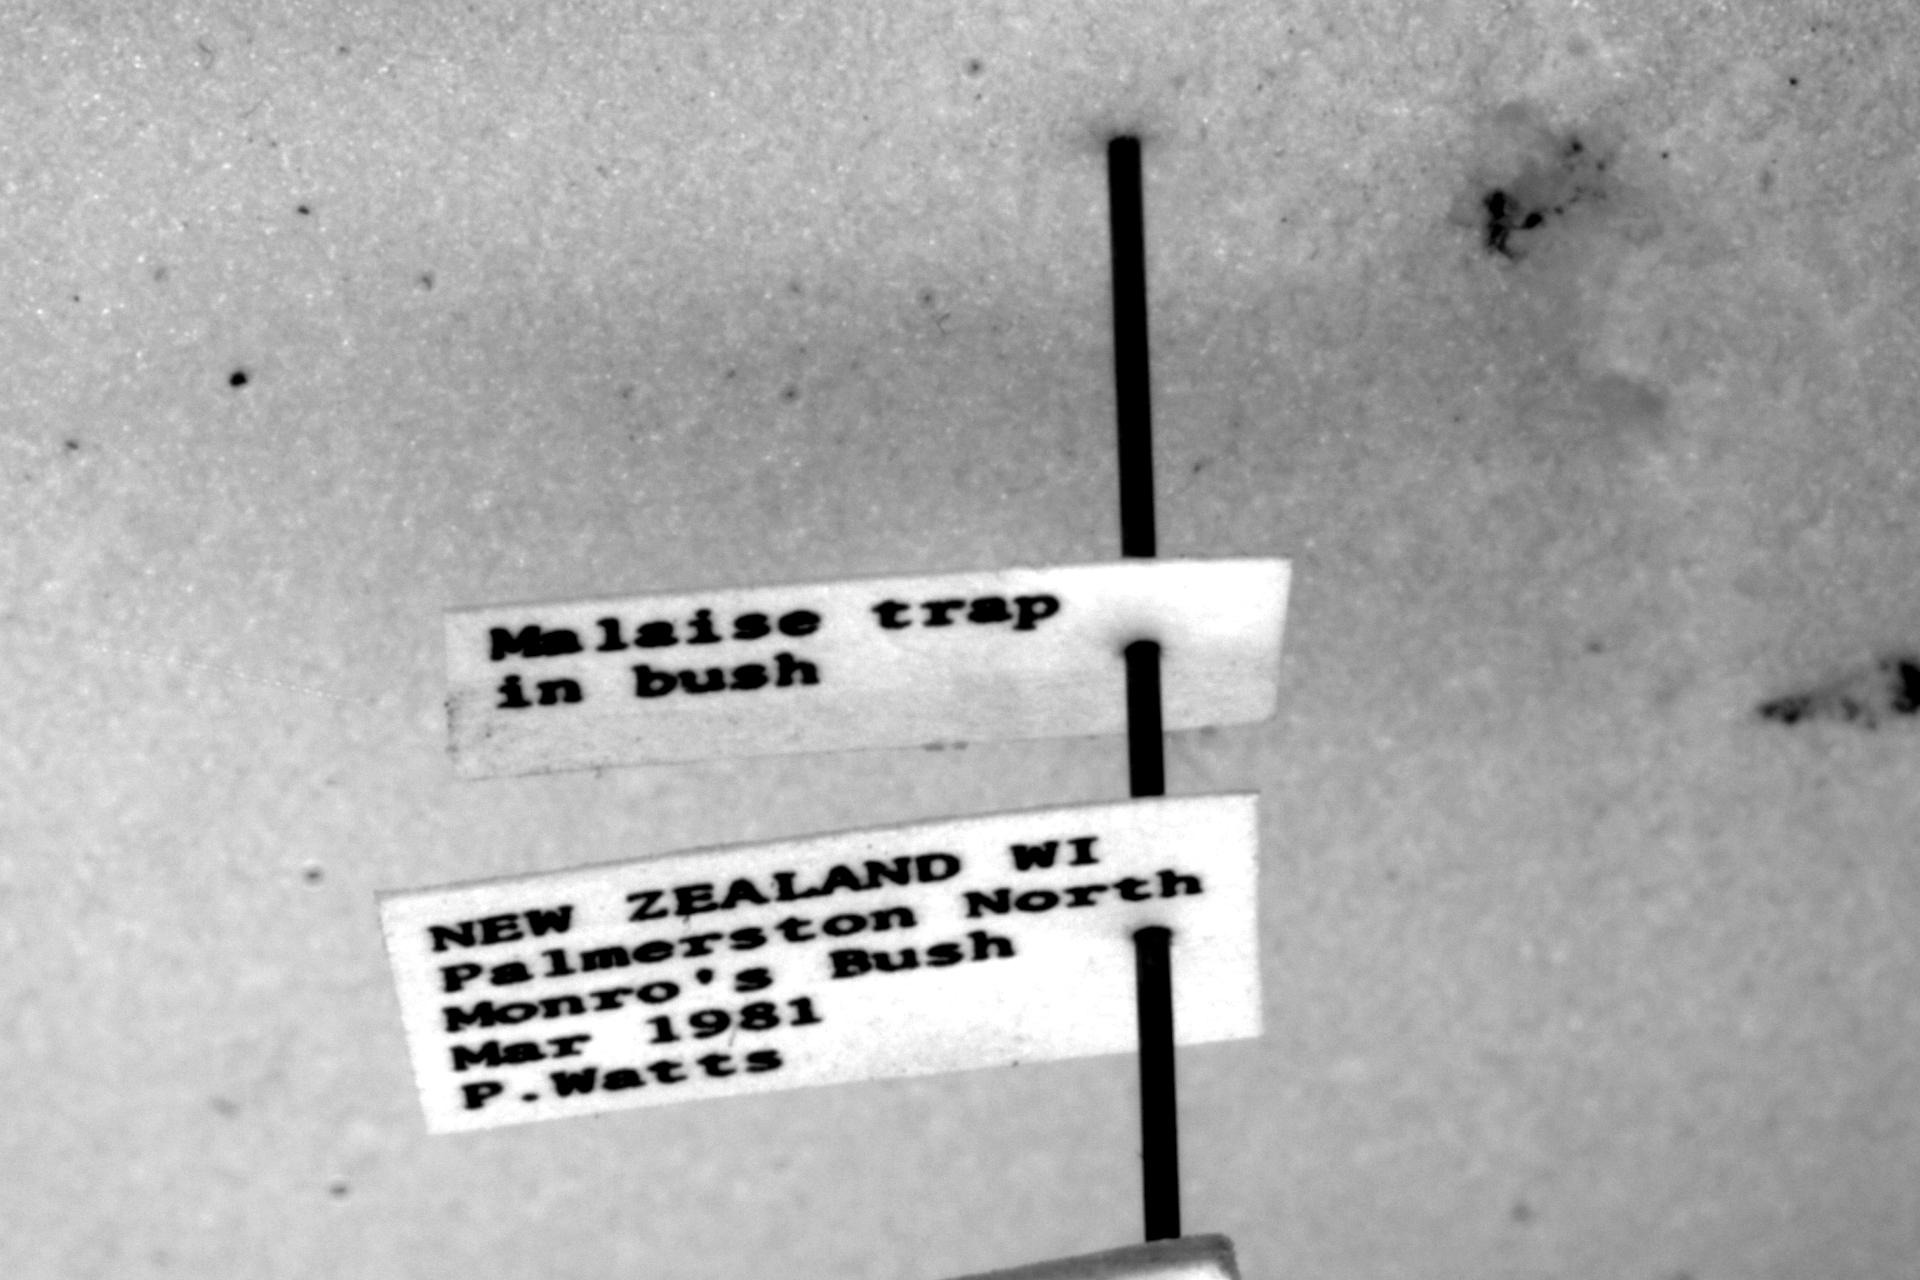 Malaise trap
in bush
NEW ZEALAND WI
Palmerston North
Monro's Bush
Mar 1981
P.Watts